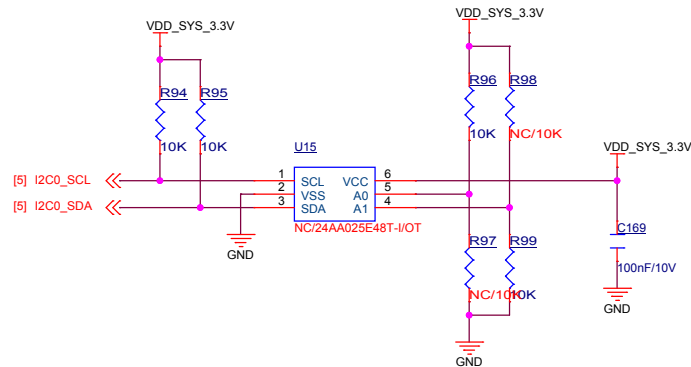 VDD_SYS_3.3V
VDD_SYS_3.3V
R94 R95
10K 10K
R96 R98
10K NC/10K
U15
[5] I2C0_SCL
[5] I2C0_SDA
1 SCL VCC 6
2 VSS A0 5
3 SDA A1 4
NC/24AA025E48T-I/OT
GND
VDD_SYS_3.3V
C169
100nF/10V
GND
R97 R99
NC/10K 10K
GND